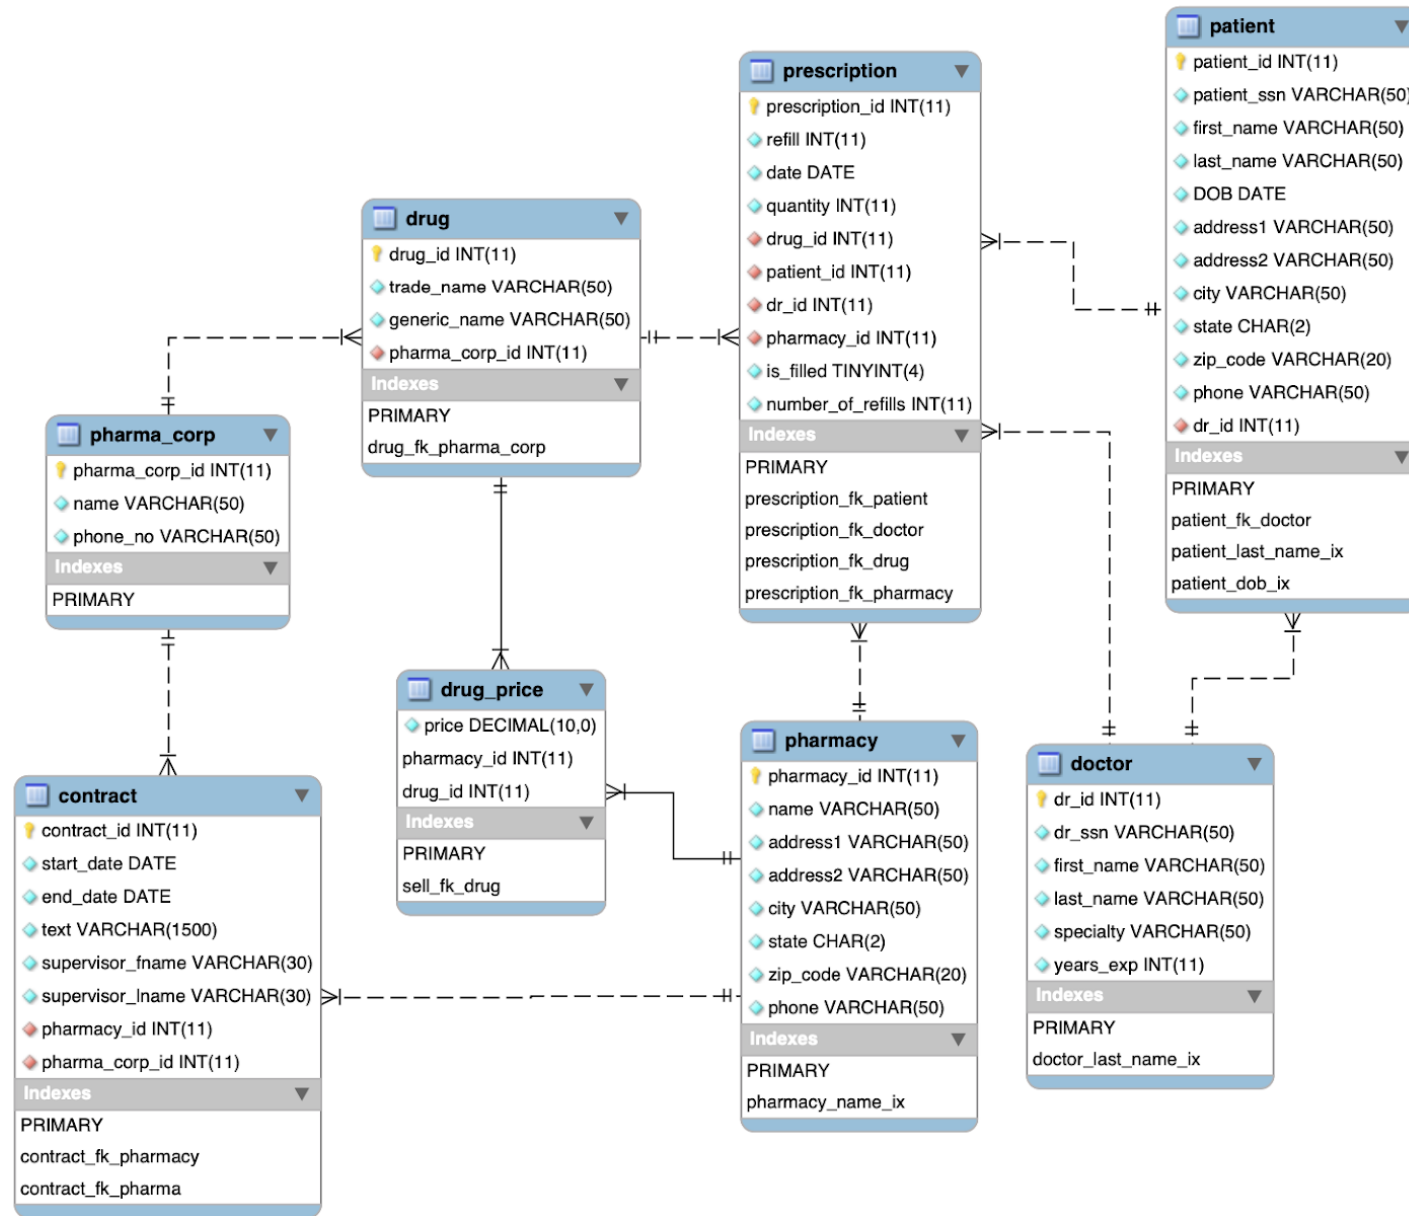 patient
patient_id INT(11)
patient_ssn VARCHAR(50)
first_name VARCHAR(50)
last_name VARCHAR(50)
DOB DATE
address1 VARCHAR(50)
address2 VARCHAR(50)
city VARCHAR(50)
state CHAR(2)
zip_code VARCHAR(20)
phone VARCHAR(50)
dr_id INT(11)
Indexes
PRIMARY
patient_fk_doctor
patient_last_name_ix
patient_dob_ix
prescription
prescription_id INT(11)
refill INT(11)
date DATE
quantity INT(11)
drug_id INT(11)
patient_id INT(11)
dr_id INT(11)
pharmacy_id INT(11)
is_filled TINYINT(4)
number_of_refills INT(11)
Indexes
PRIMARY
prescription_fk_patient
prescription_fk_doctor
prescription_fk_drug
prescription_fk_pharmacy
drug
drug_id INT(11)
trade_name VARCHAR(50)
generic_name VARCHAR(50)
pharma_corp_id INT(11)
Indexes
PRIMARY
drug_fk_pharma_corp
pharma_corp
pharma_corp_id INT(11)
name VARCHAR(50)
phone_no VARCHAR(50)
Indexes
PRIMARY
drug_price
price DECIMAL(10,0)
pharmacy_id INT(11)
drug_id INT(11)
Indexes
PRIMARY
sell_fk_drug
pharmacy
pharmacy_id INT(11)
name VARCHAR(50)
address1 VARCHAR(50)
address2 VARCHAR(50)
city VARCHAR(50)
state CHAR(2)
zip_code VARCHAR(20)
phone VARCHAR(50)
Indexes
PRIMARY
pharmacy_name_ix
doctor
dr_id INT(11)
dr_ssn VARCHAR(50)
first_name VARCHAR(50)
last_name VARCHAR(50)
specialty VARCHAR(50)
years_exp INT(11)
Indexes
PRIMARY
doctor_last_name_ix
contract
contract_id INT(11)
start_date DATE
end_date DATE
text VARCHAR(1500)
supervisor_fname VARCHAR(30)
supervisor_lname VARCHAR(30)
pharmacy_id INT(11)
pharma_corp_id INT(11)
Indexes
PRIMARY
contract_fk_pharmacy
contract_fk_pharma